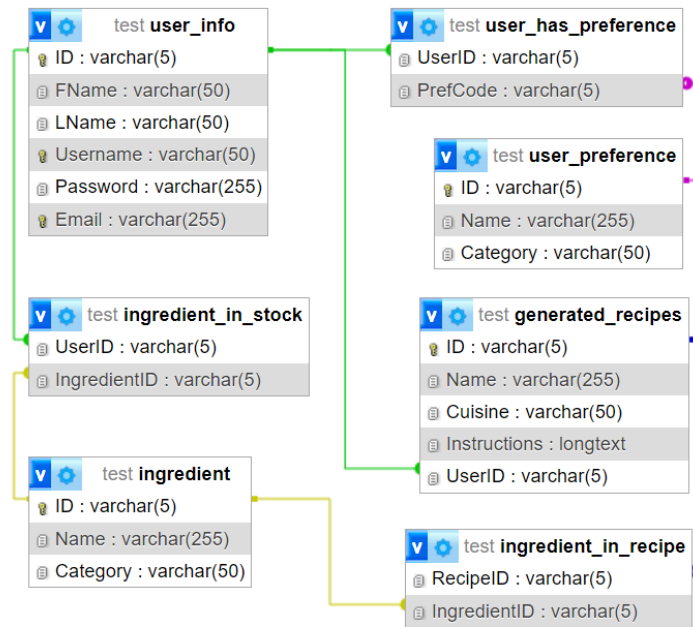 test user_info
ID : varchar(5)
FName : varchar(50)
LName : varchar(50)
Username : varchar(50)
Password : varchar(255)
Email : varchar(255)
test user_has_preference
UserID : varchar(5)
PrefCode : varchar(5)
test user_preference
ID : varchar(5)
Name : varchar(255)
Category : varchar(50)
test ingredient_in_stock
UserID : varchar(5)
IngredientID : varchar(5)
test generated_recipes
ID : varchar(5)
Name : varchar(255)
Cuisine : varchar(50)
Instructions : longtext
UserID : varchar(5)
test ingredient
ID : varchar(5)
Name : varchar(255)
Category : varchar(50)
test ingredient_in_recipe
RecipeID : varchar(5)
IngredientID : varchar(5)